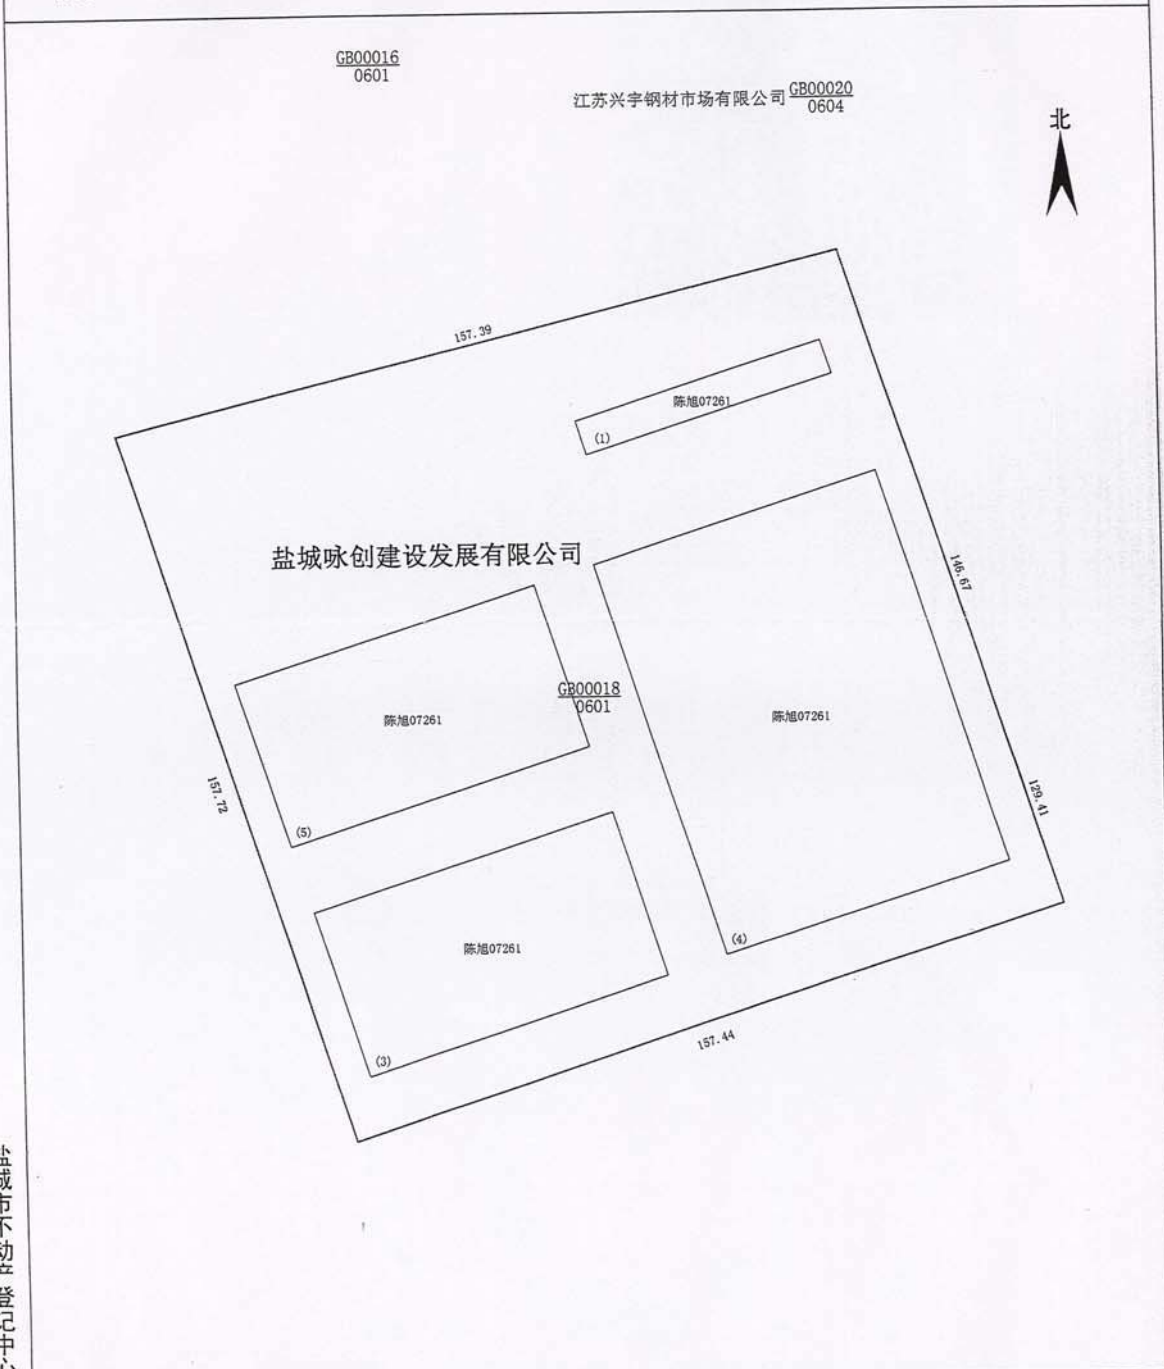 GB00016
0601
江苏兴宇钢材市场有限公司 GB00020
0604
北
157.39
陈旭07261
(1)
盐城咏创建设发展有限公司
146.67
GB00018
0601
陈旭07261
陈旭07261
157.72
129.41
(5)
(4)
陈旭07261
157.44
(3)
盐城市不动产登记中心